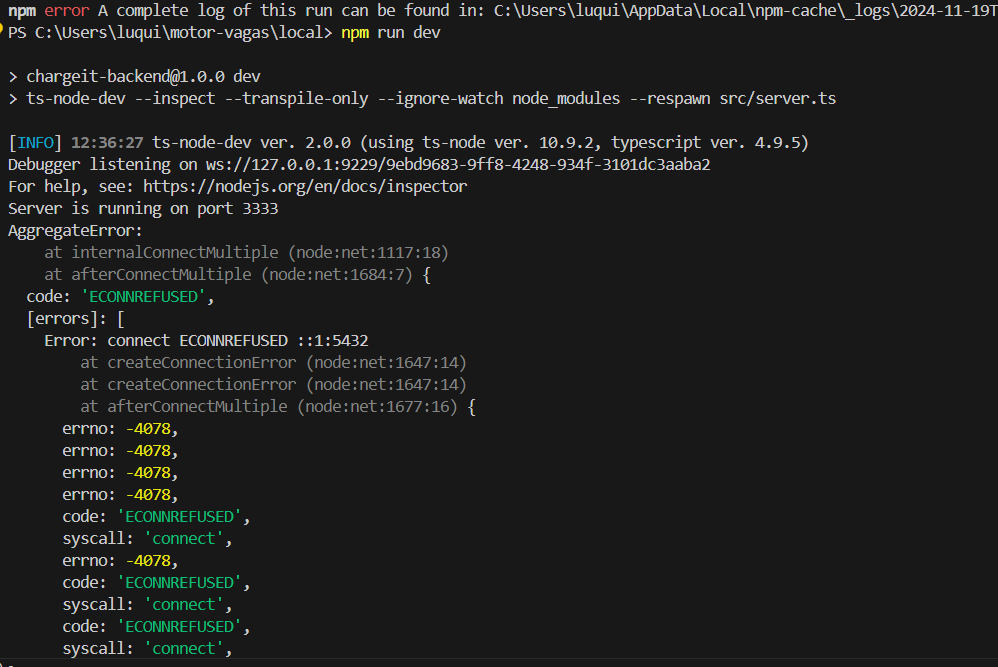 npm error A complete log of this run can be found in: C:\Users\luqui\AppData\Local\npm-cache\_logs\2024-11-19T
PS C:\Users\luqui\motor-vagas\local> npm run dev
> chargeit-backend@1.0.0 dev
> ts-node-dev --inspect --transpile-only --ignore-watch node_modules --respawn src/server.ts
[INFO] 12:36:27 ts-node-dev ver. 2.0.0 (using ts-node ver. 10.9.2, typescript ver. 4.9.5)
Debugger listening on ws://127.0.0.1:9229/9ebd9683-9ff8-4248-934f-3101dc3aaba2
For help, see: https://nodejs.org/en/docs/inspector
Server is running on port 3333
AggregateError:
    at internalConnectMultiple (node:net:1117:18)
    at afterConnectMultiple (node:net:1684:7) {
  code: 'ECONNREFUSED',
  [errors]: [
    Error: connect ECONNREFUSED ::1:5432
        at createConnectionError (node:net:1647:14)
        at createConnectionError (node:net:1647:14)
        at afterConnectMultiple (node:net:1677:16) {
      errno: -4078,
      errno: -4078,
      errno: -4078,
      errno: -4078,
      code: 'ECONNREFUSED',
      syscall: 'connect',
      errno: -4078,
      code: 'ECONNREFUSED',
      syscall: 'connect',
      code: 'ECONNREFUSED',
      syscall: 'connect',